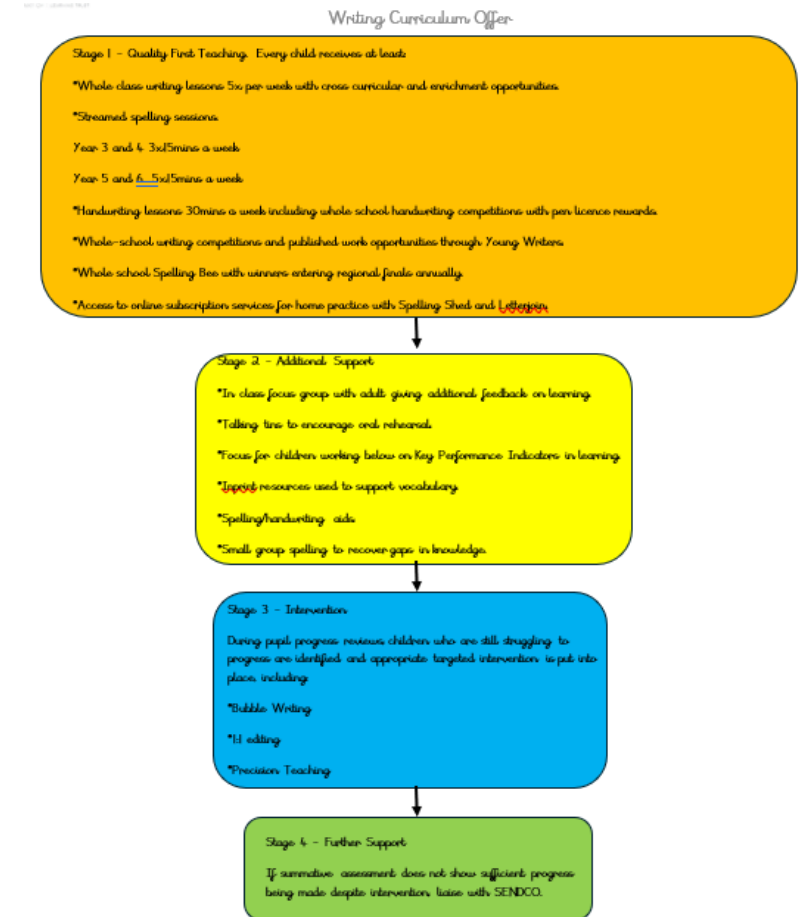 Writing Curriculum Offer
Stage 1 - Quality First Teaching. Every child receives at least:
*Whole class writing lessons 5x per week with cross curricular and enrichment opportunities.
*Streamed spelling sessions.
Year 3 and 4 3x15mins a week
Year 5 and 6 5x15mins a week
*Handwriting lessons 30mins a week including whole school handwriting competitions with pen licence rewards.
*Whole-school writing competitions and published work opportunities through Young Writers.
*Whole school Spelling Bee with winners entering regional finals annually.
*Access to online subscription services for home practice with Spelling Shed and Letterjoin.
Stage 2 - Additional Support
*In class focus group with adult giving additional feedback on learning.
*Talking tins to encourage oral rehearsal.
*Focus for children working below on Key Performance Indicators in learning.
*Inprint resources used to support vocabulary.
*Spelling/handwriting aids
*Small group spelling to recover gaps in knowledge.
Stage 3 - Intervention
During pupil progress reviews children who are still struggling to
progress are identified and appropriate targeted intervention is put into
place, including:
*Bubble Writing
*1:1 editing
*Precision Teaching
Stage 4 - Further Support
If summative assessment does not show sufficient progress
being made despite intervention, liaise with SENDCO.